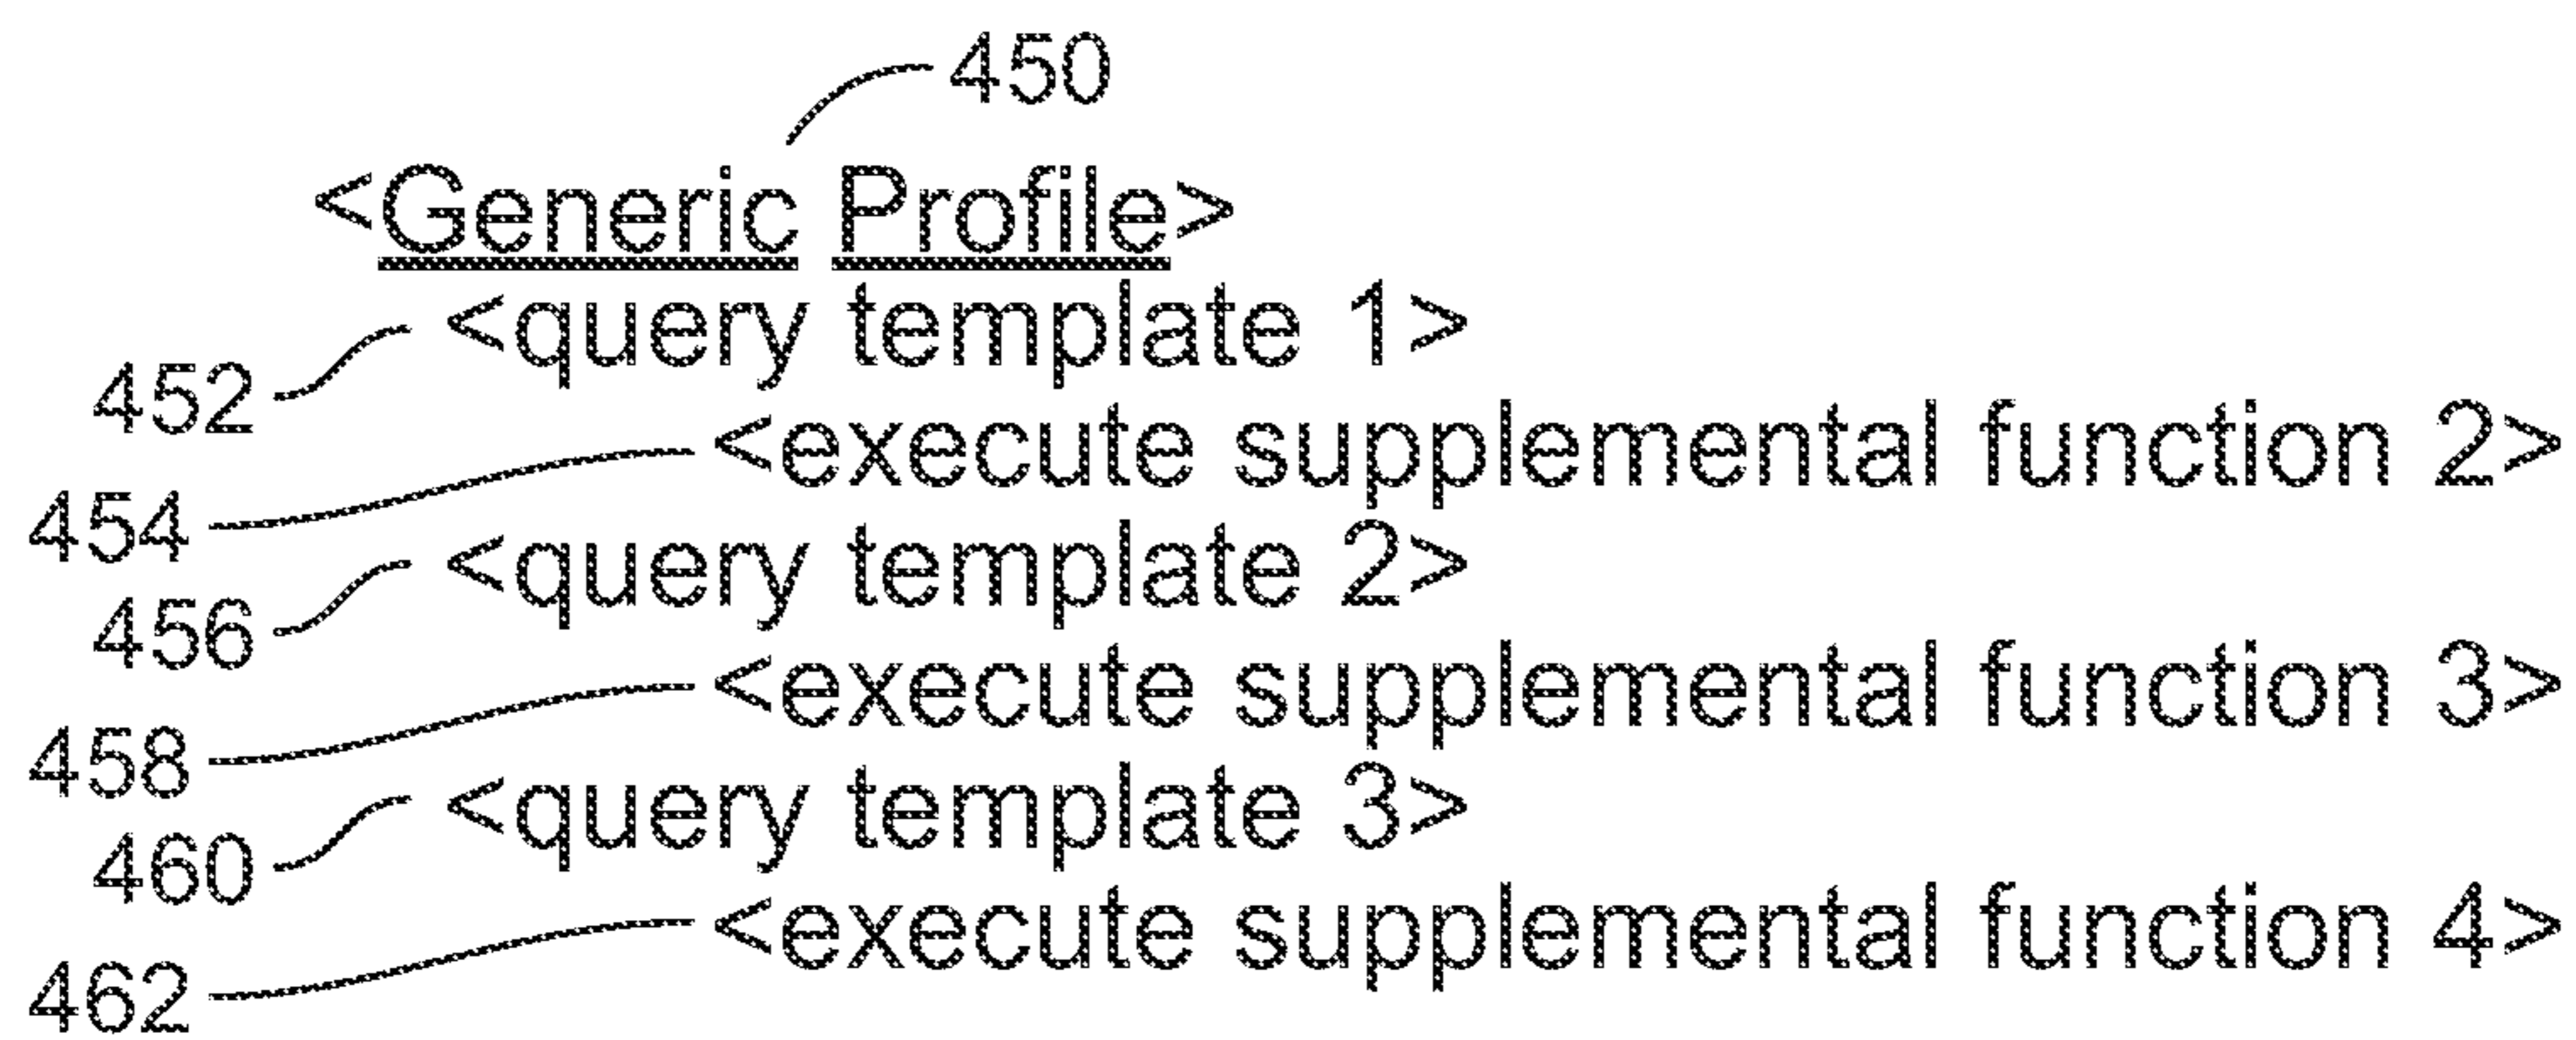 450
<Generic Profile>
<query template 1>
452
<execute supplemental function 2>
454
<query template 2>
456
<execute supplemental function 3>
458
<query template 3>
460
<execute supplemental function 4>
462